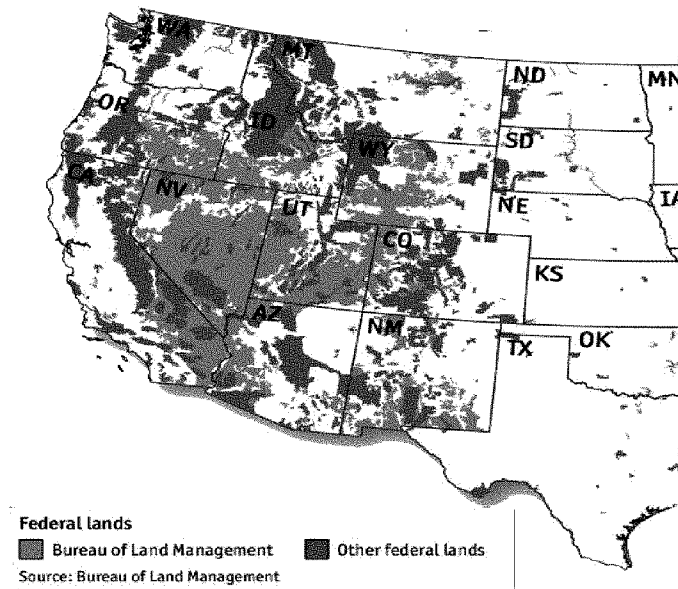 WA
MT
ND
MN
OR
ID
SD
WY
CA
NV
UT
NE
IA
CO
KS
AZ
NM
TX
OK
Federal lands
Bureau of Land Management
Other federal lands
Source: Bureau of Land Management